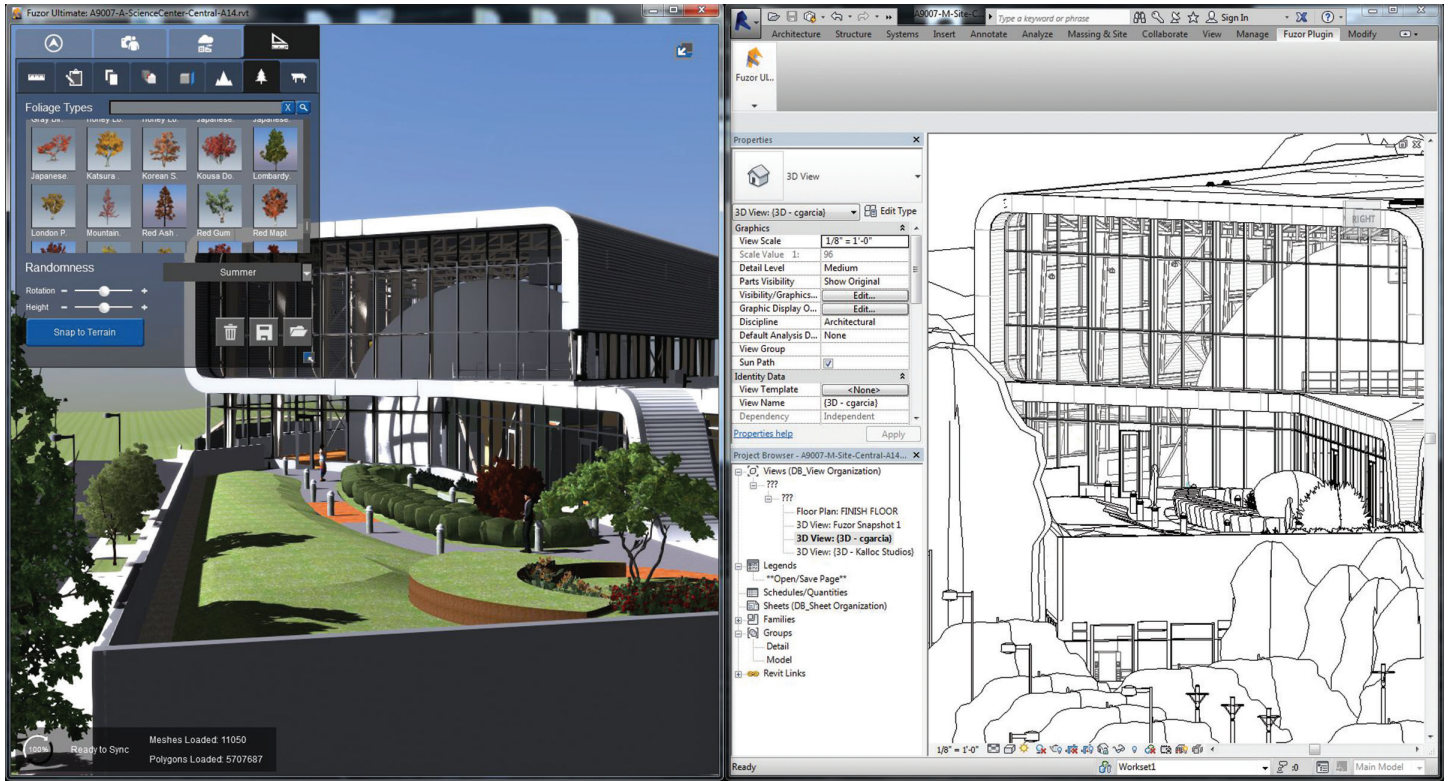 Fuzor Ultimate: A9007-A-ScienceCenter-Central-A14.rvt
Foliage Types
X
Gray Bir. Honey Lo. Honey Lo. Japanese. Japanese.
Japanese. Katsura. Korean S. Kousa Do. Lombardy.
London P. Mountain. Red Ash. Red Gum Red Mapl.
Randomness
Summer
Rotation - +
Height - +
Snap to Terrain
100%
Ready to Sync
Meshes Loaded: 11050
Polygons Loaded: 5707687
A9007-M-Site-C...
Type a keyword or phrase
Sign In
Architecture Structure Systems Insert Annotate Analyze Massing & Site Collaborate View Manage Fuzor Plugin Modify
Fuzor Ul...
Properties
3D View
3D View: {3D - cgarcia}
Edit Type
Graphics
View Scale 1/8" = 1'-0"
Scale Value 1: 96
Detail Level Medium
Parts Visibility Show Original
Visibility/Graphics... Edit...
Graphic Display O... Edit...
Discipline Architectural
Default Analysis D... None
View Group
Sun Path
Identity Data
View Template <None>
View Name {3D - cgarcia}
Dependency Independent
Properties help
Apply
Project Browser - A9007-M-Site-Central-A14...
Views (DB_View Organization)
???
???
Floor Plan: FINISH FLOOR
3D View: Fuzor Snapshot 1
3D View: {3D - cgarcia}
3D View: {3D - Kalloc Studios}
Legends
**Open/Save Page**
Schedules/Quantities
Sheets (DB_Sheet Organization)
Families
Groups
Detail
Model
Revit Links
RIGHT
1/8" = 1'-0"
Ready
Workset1
:0
Main Model